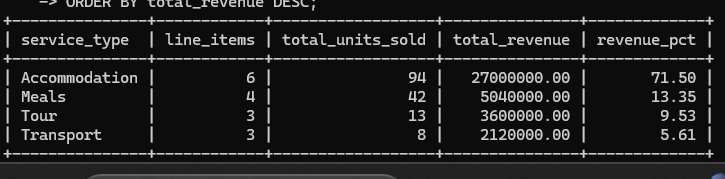 -> ORDER BY total_revenue DESC;
+--------------+------------+------------------+---------------+-------------+
| service_type | line_items | total_units_sold | total_revenue | revenue_pct |
+--------------+------------+------------------+---------------+-------------+
| Accommodation | 6 | 94 | 27000000.00 | 71.50 |
| Meals | 4 | 42 | 5040000.00 | 13.35 |
| Tour | 3 | 13 | 3600000.00 | 9.53 |
| Transport | 3 | 8 | 2120000.00 | 5.61 |
+--------------+------------+------------------+---------------+-------------+